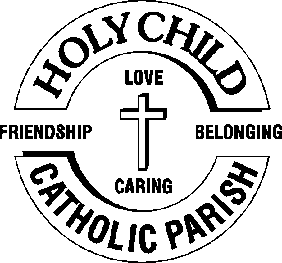 HOLY CHILD
LOVE
FRIENDSHIP
BELONGING
CARING
CATHOLIC PARISH